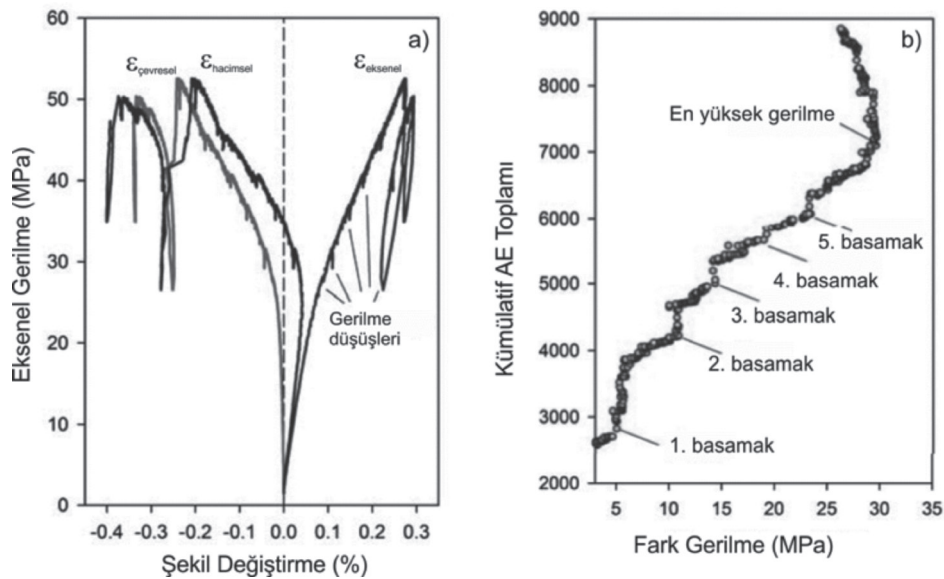 a)
εçevresel
εhacimsel
εeksenel
Gerilme
düşüşleri
Eksenel Gerilme (MPa)
60
50
40
30
20
10
0
-0.4 -0.3 -0.2 -0.1 0.0 0.1 0.2 0.3
Şekil Değiştirme (%)
b)
En yüksek gerilme
5. basamak
4. basamak
3. basamak
2. basamak
1. basamak
Kümülatif AE Toplamı
9000
8000
7000
6000
5000
4000
3000
2000
5 10 15 20 25 30 35
Fark Gerilme (MPa)